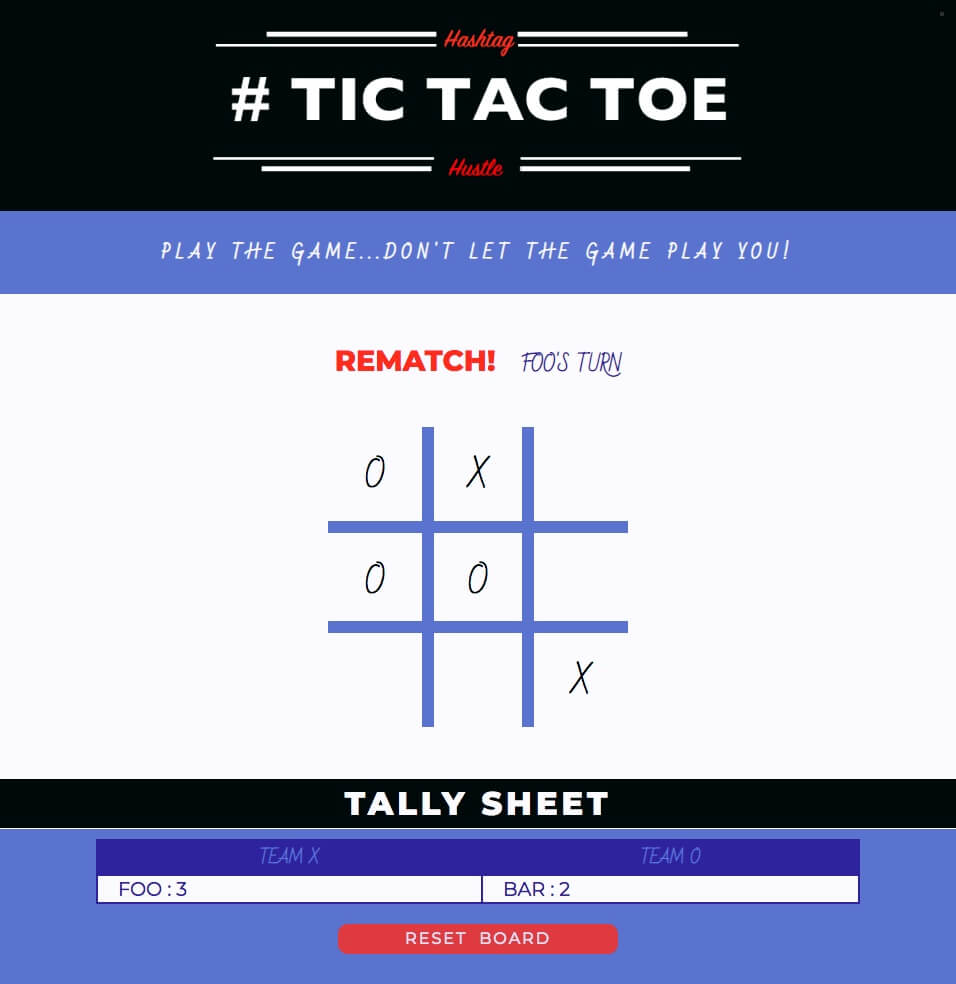 Hashtag
# TIC TAC TOE
Hustle
PLAY THE GAME...DON'T LET THE GAME PLAY YOU!
REMATCH! FOO'S TURN
O X
O O
X
TALLY SHEET
TEAM X TEAM O
FOO : 3 BAR : 2
RESET BOARD